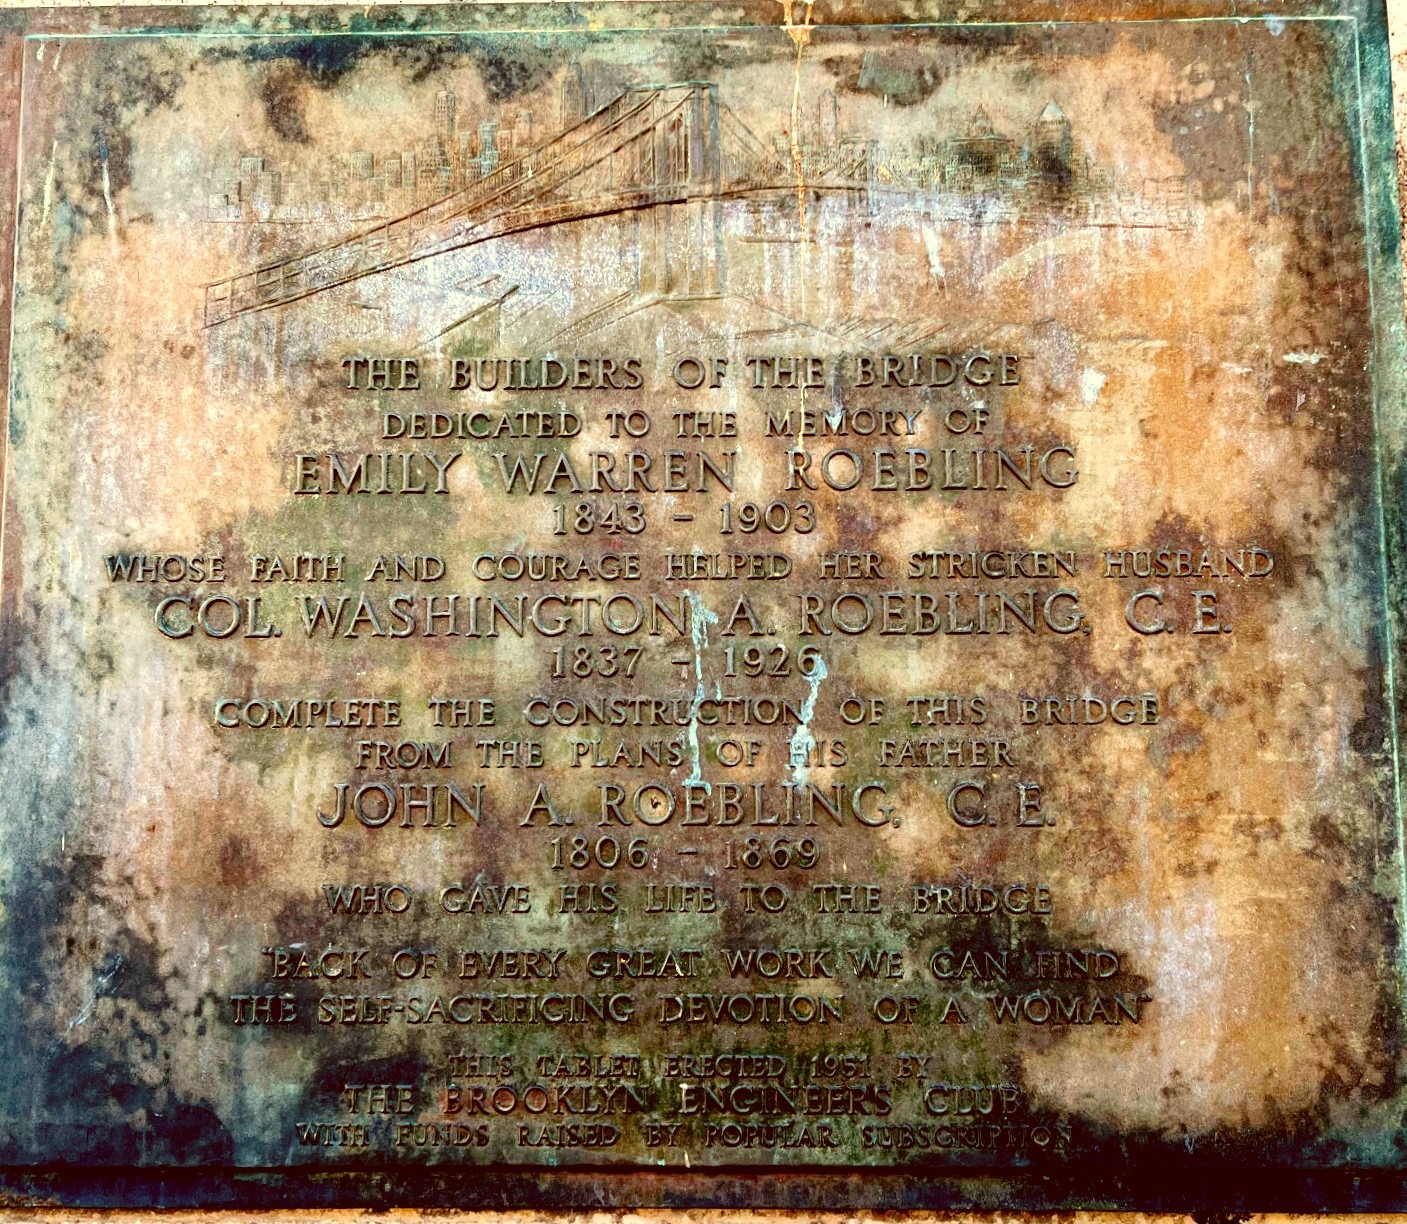 THE BUILDERS OF THE BRIDGE
DEDICATED TO THE MEMORY OF
EMILY WARREN ROEBLING
1843 - 1903
WHOSE FAITH AND COURAGE HELPED HER STRICKEN HUSBAND
COL. WASHINGTON A. ROEBLING, C. E.
1837 - 1926
COMPLETE THE CONSTRUCTION OF THIS BRIDGE
FROM THE PLANS OF HIS FATHER
JOHN A. ROEBLING, C. E.
1806 - 1869
WHO GAVE HIS LIFE TO THE BRIDGE
"BACK OF EVERY GREAT WORK WE CAN FIND
THE SELF-SACRIFICING DEVOTION OF A WOMAN"
THIS TABLET ERECTED 1951 BY
THE BROOKLYN ENGINEERS CLUB
WITH FUNDS RAISED BY POPULAR SUBSCRIPTION